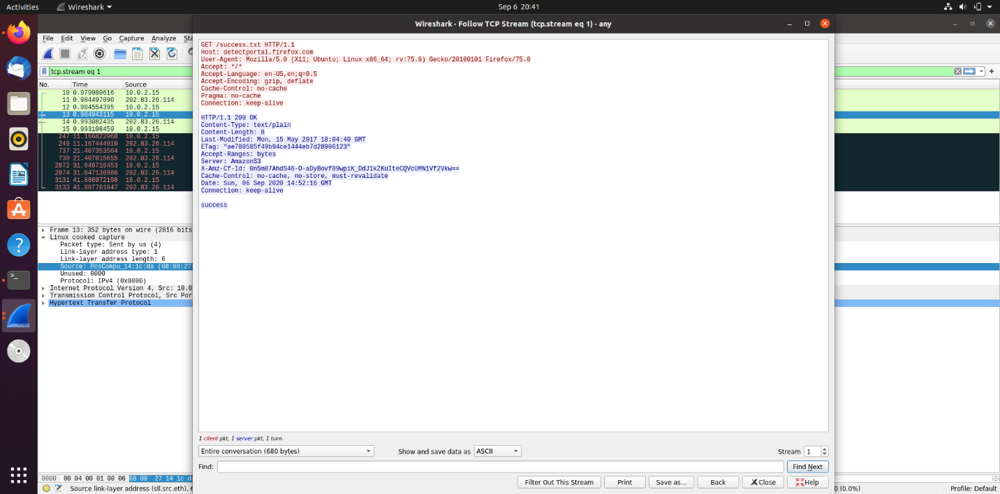 Activities
Wireshark
Sep 6 20:41
Wireshark · Follow TCP Stream (tcp.stream eq 1) · any
File Edit View Go Capture Analyze Sta
tcp.stream eq 1
No. Time Source
10 0.979980616 10.0.2.15
11 0.984497890 202.83.26.114
12 0.984554395 10.0.2.15
13 0.984943115 10.0.2.15
14 0.993082435 202.83.26.114
15 0.993108459 10.0.2.15
247 11.166822968 10.0.2.15
249 11.167444910 202.83.26.114
737 21.407353504 10.0.2.15
739 21.407815655 202.83.26.114
2872 31.646716453 10.0.2.15
2874 31.647130986 202.83.26.114
3131 41.886972198 10.0.2.15
3133 41.887761847 202.83.26.114
Frame 13: 352 bytes on wire (2816 bits
Linux cooked capture
Packet type: Sent by us (4)
Link-layer address type: 1
Link-layer address length: 6
Source: PcsCompu_14:1c:da (08:00:27
Unused: 0000
Protocol: IPv4 (0x0800)
Internet Protocol Version 4, Src: 10.0
Transmission Control Protocol, Src Por
Hypertext Transfer Protocol
0000 00 04 00 01 00 06 08 00 27 14 1c da
Source link-layer address (sll.src.eth), 6
GET /success.txt HTTP/1.1
Host: detectportal.firefox.com
User-Agent: Mozilla/5.0 (X11; Ubuntu; Linux x86_64; rv:75.0) Gecko/20100101 Firefox/75.0
Accept: */*
Accept-Language: en-US,en;q=0.5
Accept-Encoding: gzip, deflate
Cache-Control: no-cache
Pragma: no-cache
Connection: keep-alive
HTTP/1.1 200 OK
Content-Type: text/plain
Content-Length: 8
Last-Modified: Mon, 15 May 2017 18:04:40 GMT
ETag: "ae780585f49b94ce1444eb7d28906123"
Accept-Ranges: bytes
Server: AmazonS3
X-Amz-Cf-Id: 0n5m87AhdS46-O-aDyBovf89wpiK_DdJ1kZKuIteCQVcUMN1Vf2Vkw==
Cache-Control: no-cache, no-store, must-revalidate
Date: Sun, 06 Sep 2020 14:52:16 GMT
Connection: keep-alive
success
1 client pkt, 1 server pkt, 1 turn.
Entire conversation (680 bytes)
Show and save data as ASCII
Stream 1
Find:
Find Next
Filter Out This Stream
Print
Save as...
Back
Close
Help
0 (0.0%)
Profile: Default